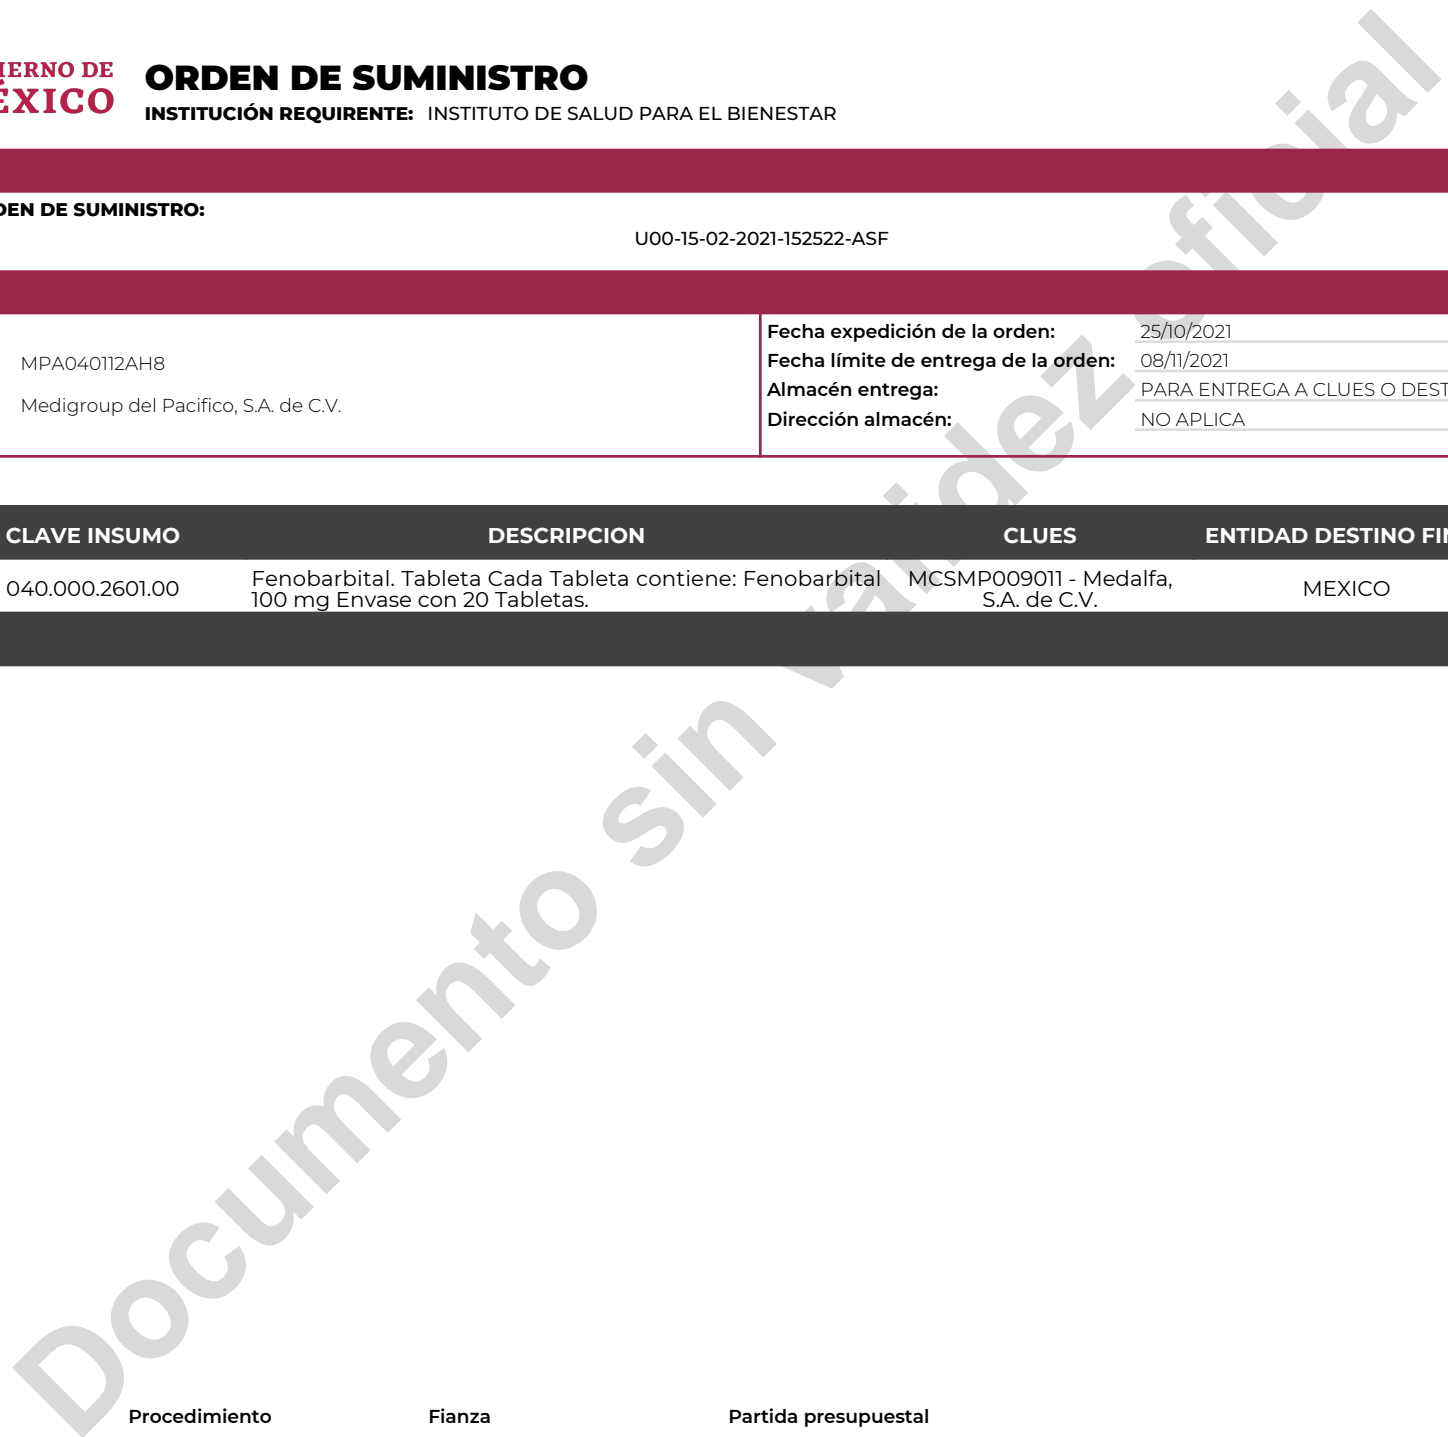 IERNO DE
ÉXICO
ORDEN DE SUMINISTRO
INSTITUCIÓN REQUIRENTE: INSTITUTO DE SALUD PARA EL BIENESTAR
DEN DE SUMINISTRO:
U00-15-02-2021-152522-ASF
MPA040112AH8
Medigroup del Pacifico, S.A. de C.V.
Fecha expedición de la orden: 25/10/2021
Fecha límite de entrega de la orden: 08/11/2021
Almacén entrega: PARA ENTREGA A CLUES O DEST
Dirección almacén: NO APLICA
CLAVE INSUMO DESCRIPCION CLUES ENTIDAD DESTINO FIN
040.000.2601.00 Fenobarbital. Tableta Cada Tableta contiene: Fenobarbital MCSMP009011 - Medalfa, MEXICO
100 mg Envase con 20 Tabletas. S.A. de C.V.
Documento sin validez oficial
Procedimiento Fianza Partida presupuestal